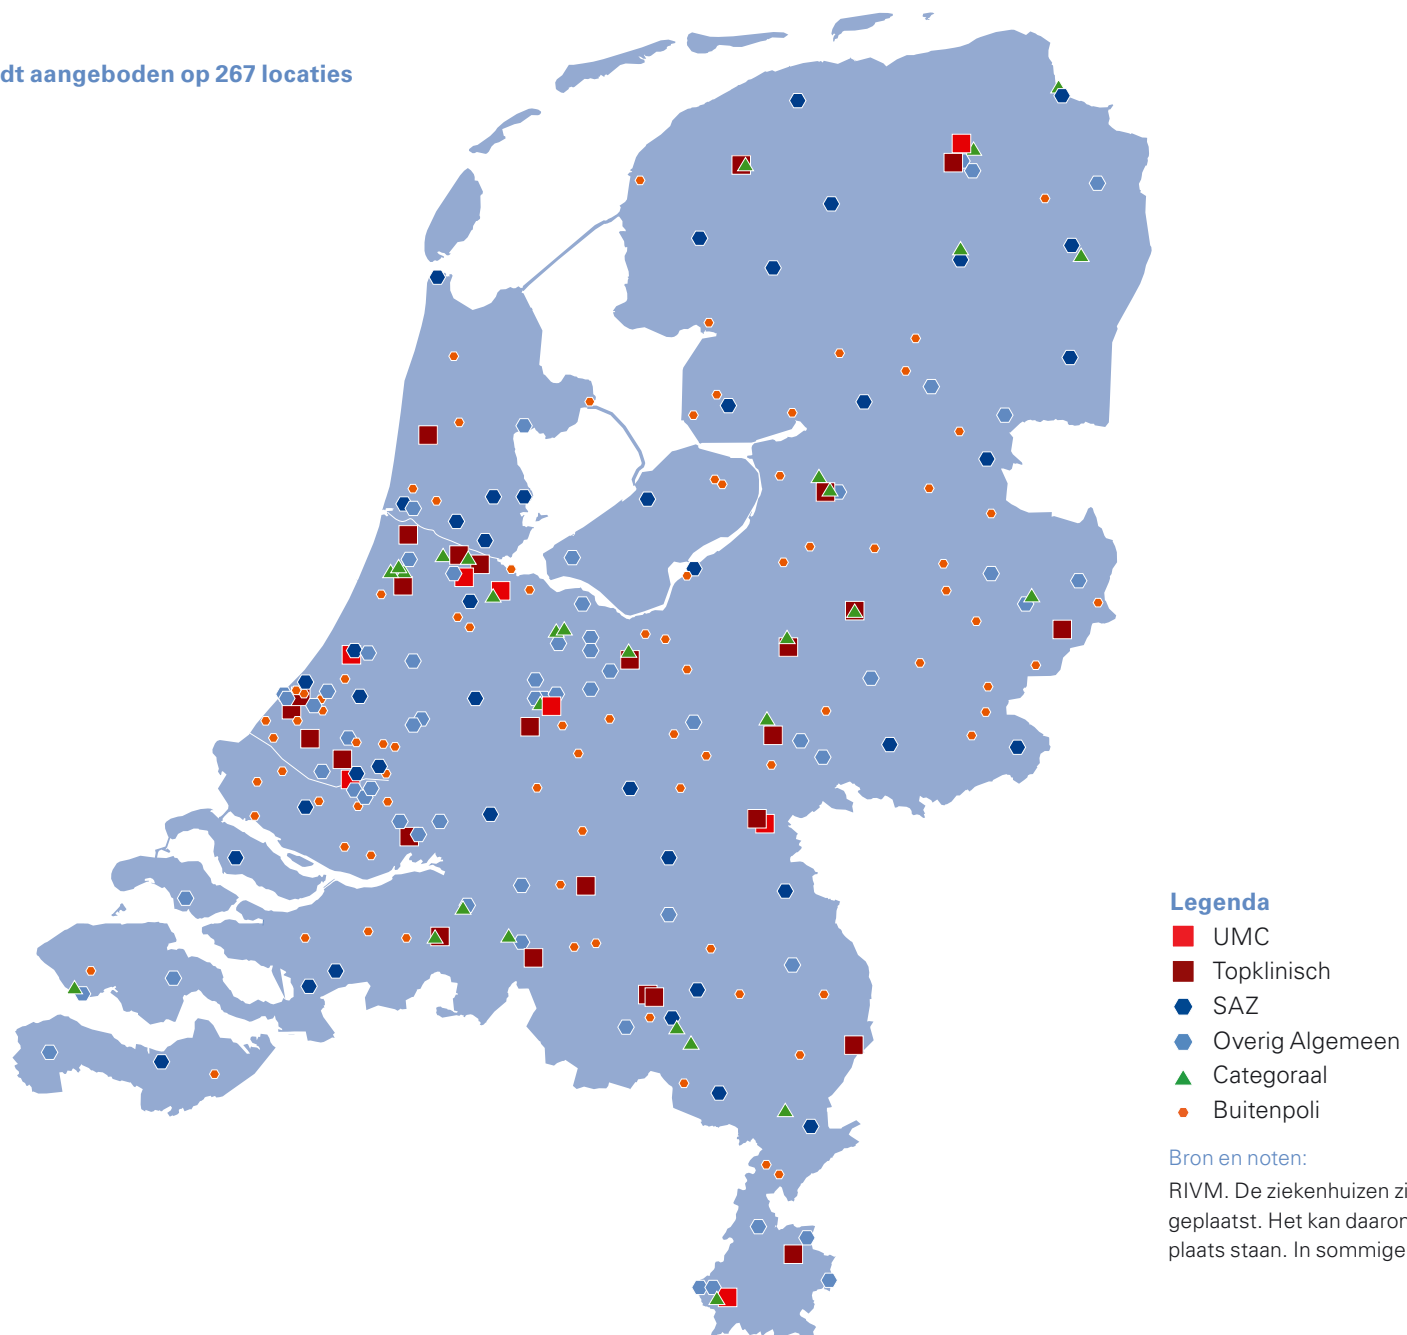 dt aangeboden op 267 locaties
Legenda
UMC
Topklinisch
SAZ
Overig Algemeen
Categoraal
Buitenpoli
Bron en noten:
RIVM. De ziekenhuizen zi
geplaatst. Het kan daaron
plaats staan. In sommige